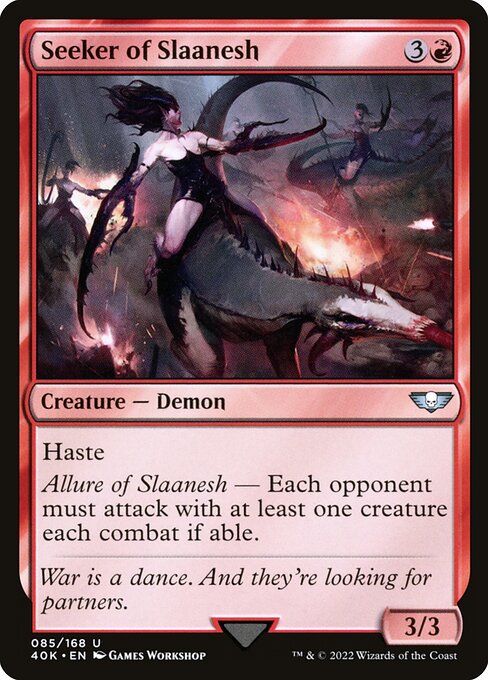 Seeker of Slaanesh 3
Creature — Demon
Haste
Allure of Slaanesh — Each opponent
must attack with at least one creature
each combat if able.
War is a dance. And they're looking for
partners.
3/3
085/168 U
40K • EN Games Workshop
™ & © 2022 Wizards of the Coast